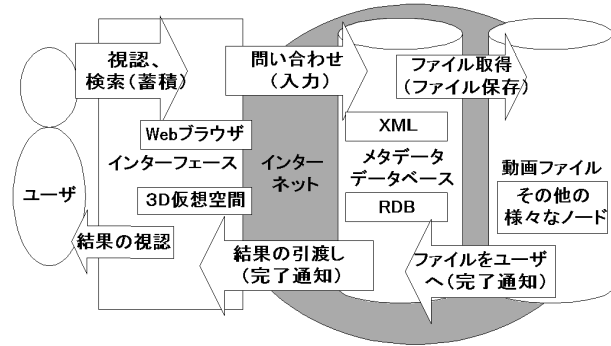 視認、
検索（蓄積）
問い合わせ
（入力）
ファイル取得
（ファイル保存）
Webブラウザ
インターフェース
3D仮想空間
インター
ネット
XML
メタデータ
データベース
RDB
動画ファイル
その他の
様々なノード
ユーザ
結果の視認
結果の引渡し
（完了通知）
ファイルをユーザ
へ（完了通知）